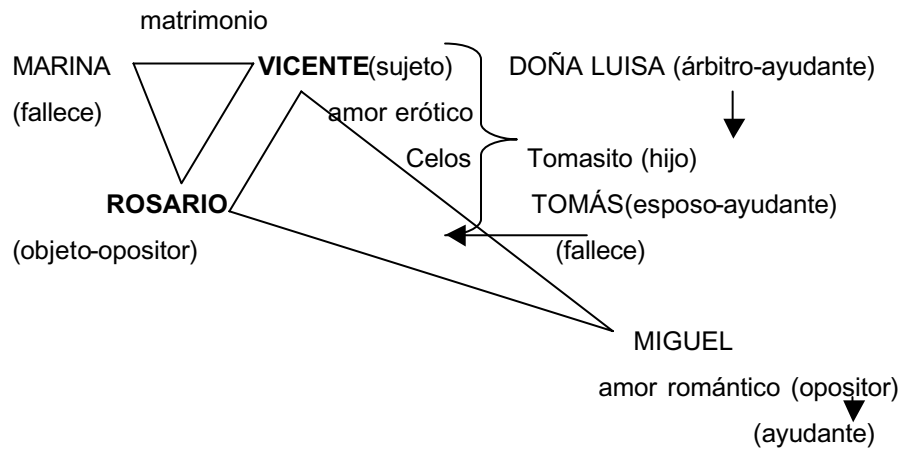 matrimonio
MARINA VICENTE(sujeto) DOÑA LUISA (árbitro-ayudante)
(fallece) amor erótico
Celos Tomasito (hijo)
ROSARIO TOMÁS(esposo-ayudante)
(objeto-opositor) (fallece)
MIGUEL
amor romántico (opositor)
(ayudante)